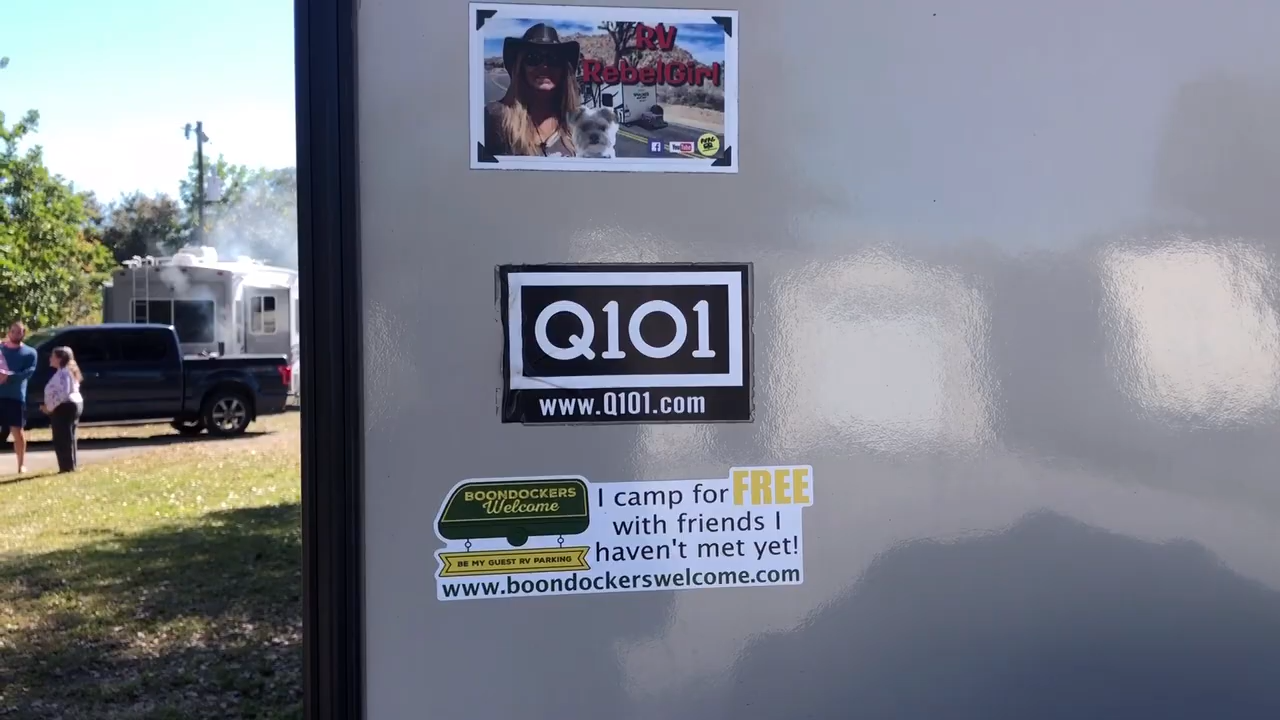 RV
RebelGirl
YouTube
Q101
www.Q101.com
BOONDOCKERS
Welcome
BE MY GUEST RV PARKING
I camp for FREE
with friends I
haven't met yet!
www.boondockerswelcome.com